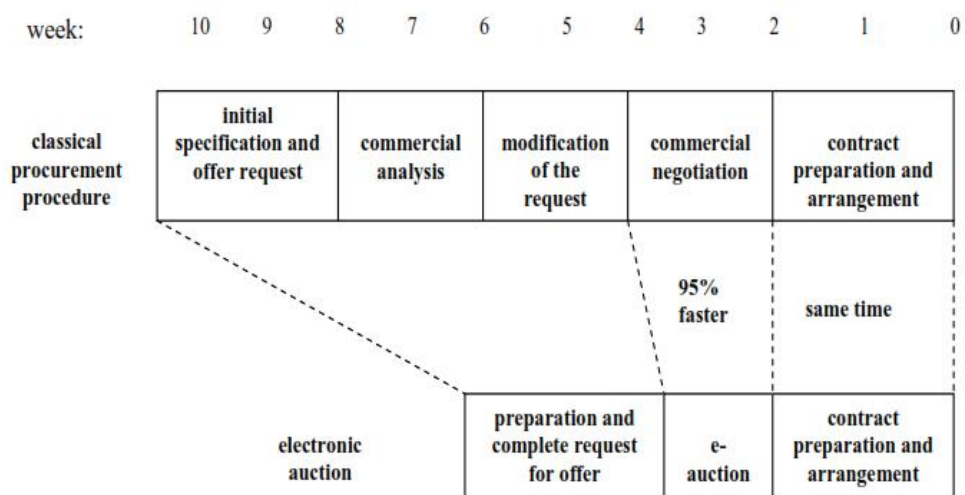 week: 10 9 8 7 6 5 4 3 2 1 0
classical
procurement
procedure
initial
specification and
offer request
commercial
analysis
modification
of the
request
commercial
negotiation
contract
preparation and
arrangement
95%
faster
same time
electronic
auction
preparation and
complete request
for offer
e-
auction
contract
preparation and
arrangement